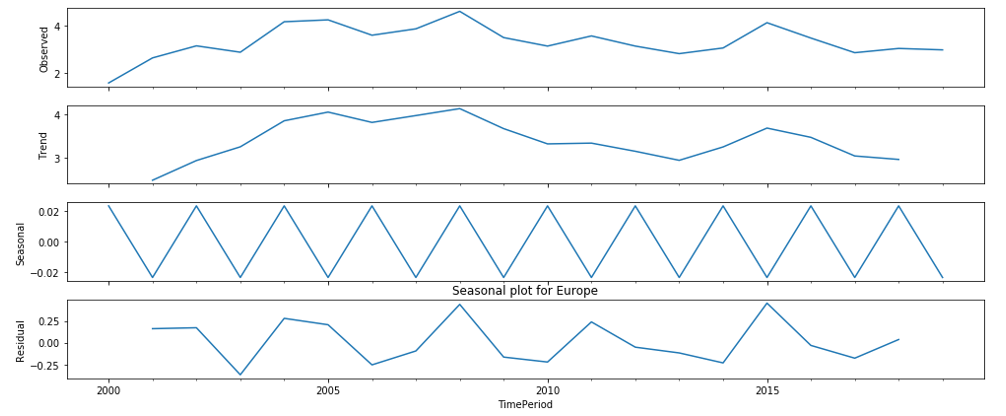 4
2
Observed
4
3
Trend
0.02
0.00
−0.02
Seasonal
Seasonal plot for Europe
0.25
0.00
−0.25
Residual
2000 2005 2010 2015
TimePeriod